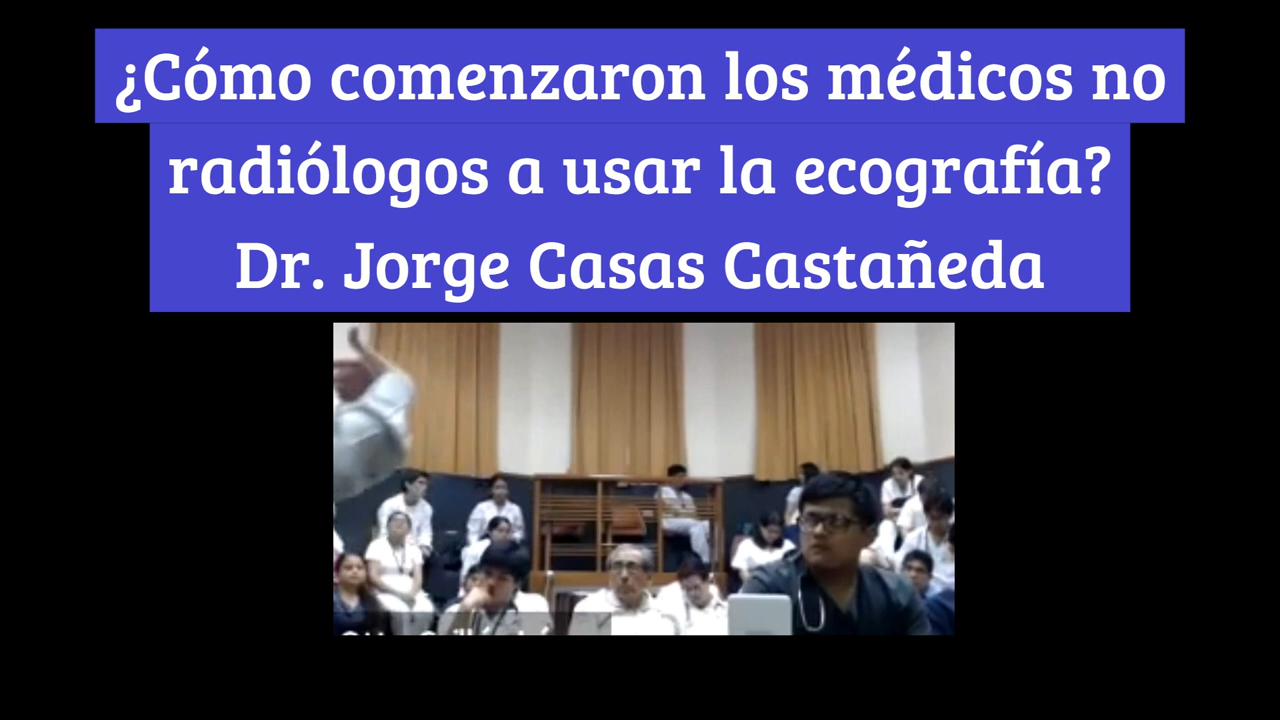 ¿Cómo comenzaron los médicos no
radiólogos a usar la ecografía?
Dr. Jorge Casas Castañeda